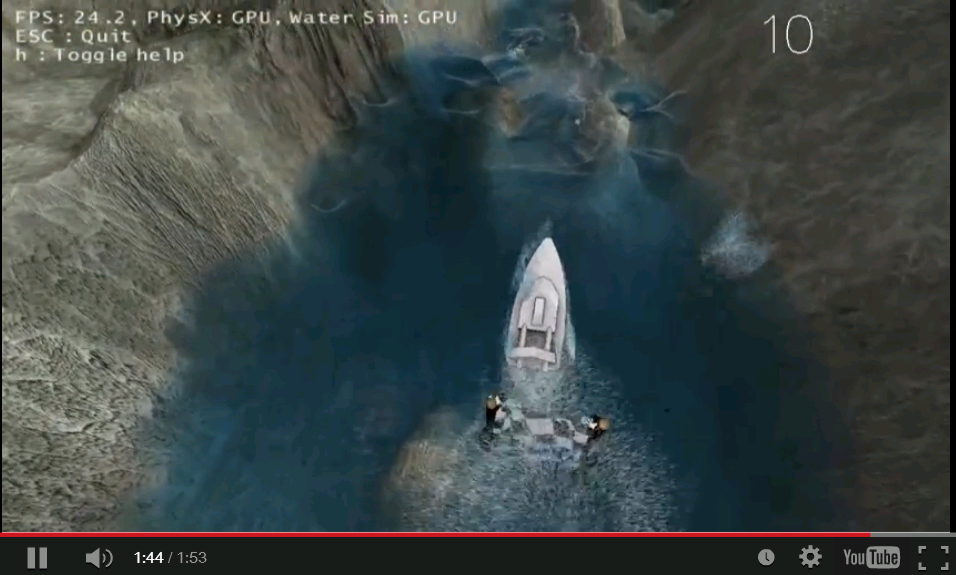 FPS: 24.2, PhysX: GPU, Water Sim: GPU
ESC : Quit
h : Toggle help
10
1:44 / 1:53
YouTube